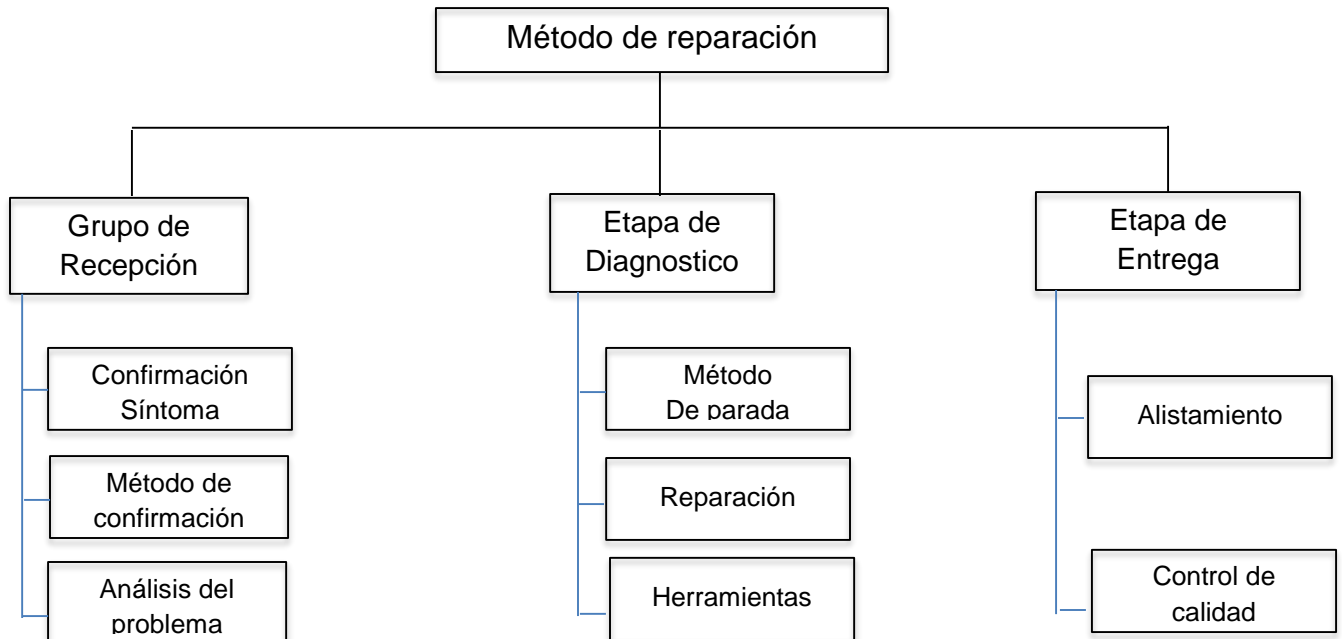 Método de reparación
Grupo de
Recepción
Confirmación
Síntoma
Método de
confirmación
Análisis del
problema
Etapa de
Diagnostico
Método
De parada
Reparación
Herramientas
Etapa de
Entrega
Alistamiento
Control de
calidad